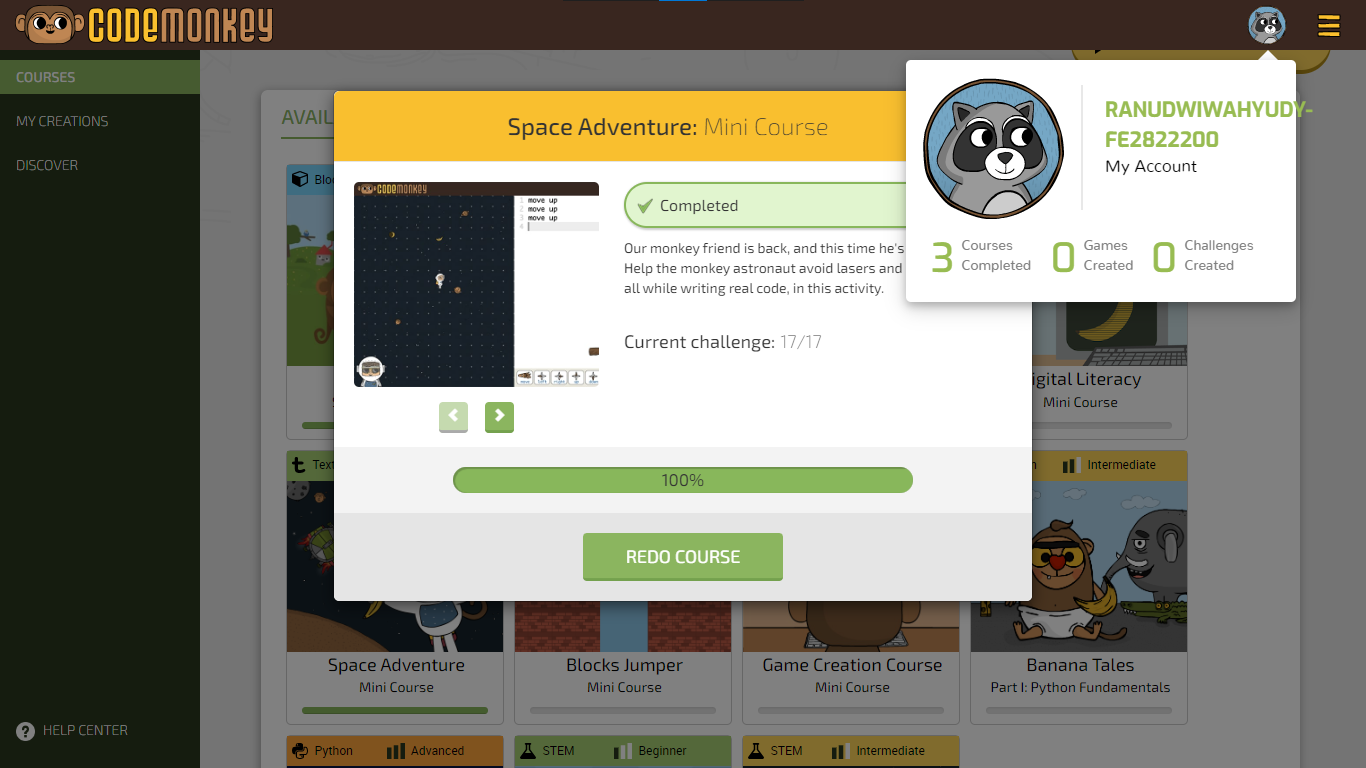 CODEMONKEY
COURSES
MY CREATIONS
DISCOVER
HELP CENTER
AVAIL
Space Adventure: Mini Course
CODEMONKEY
1 move up
2 move up
3 move up
4
Completed
Our monkey friend is back, and this time he's
Help the monkey astronaut avoid lasers and
all while writing real code, in this activity.
Current challenge: 17/17
100%
REDO COURSE
RANUDWIWAHYUDY-
FE2822200
My Account
3 Courses Completed
0 Games Created
0 Challenges Created
Bloc
igital Literacy
Mini Course
Text
Intermediate
Space Adventure
Mini Course
Blocks Jumper
Mini Course
Game Creation Course
Mini Course
Banana Tales
Part I: Python Fundamentals
Python Advanced
STEM Beginner
STEM Intermediate